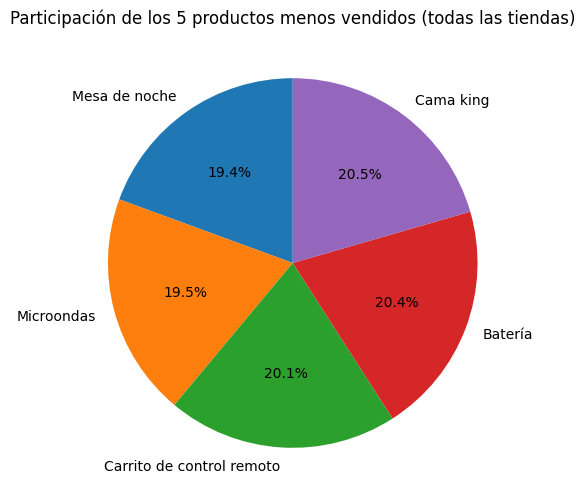 Participación de los 5 productos menos vendidos (todas las tiendas)
Mesa de noche
Cama king
19.4%
20.5%
19.5%
20.4%
Microondas
Batería
20.1%
Carrito de control remoto